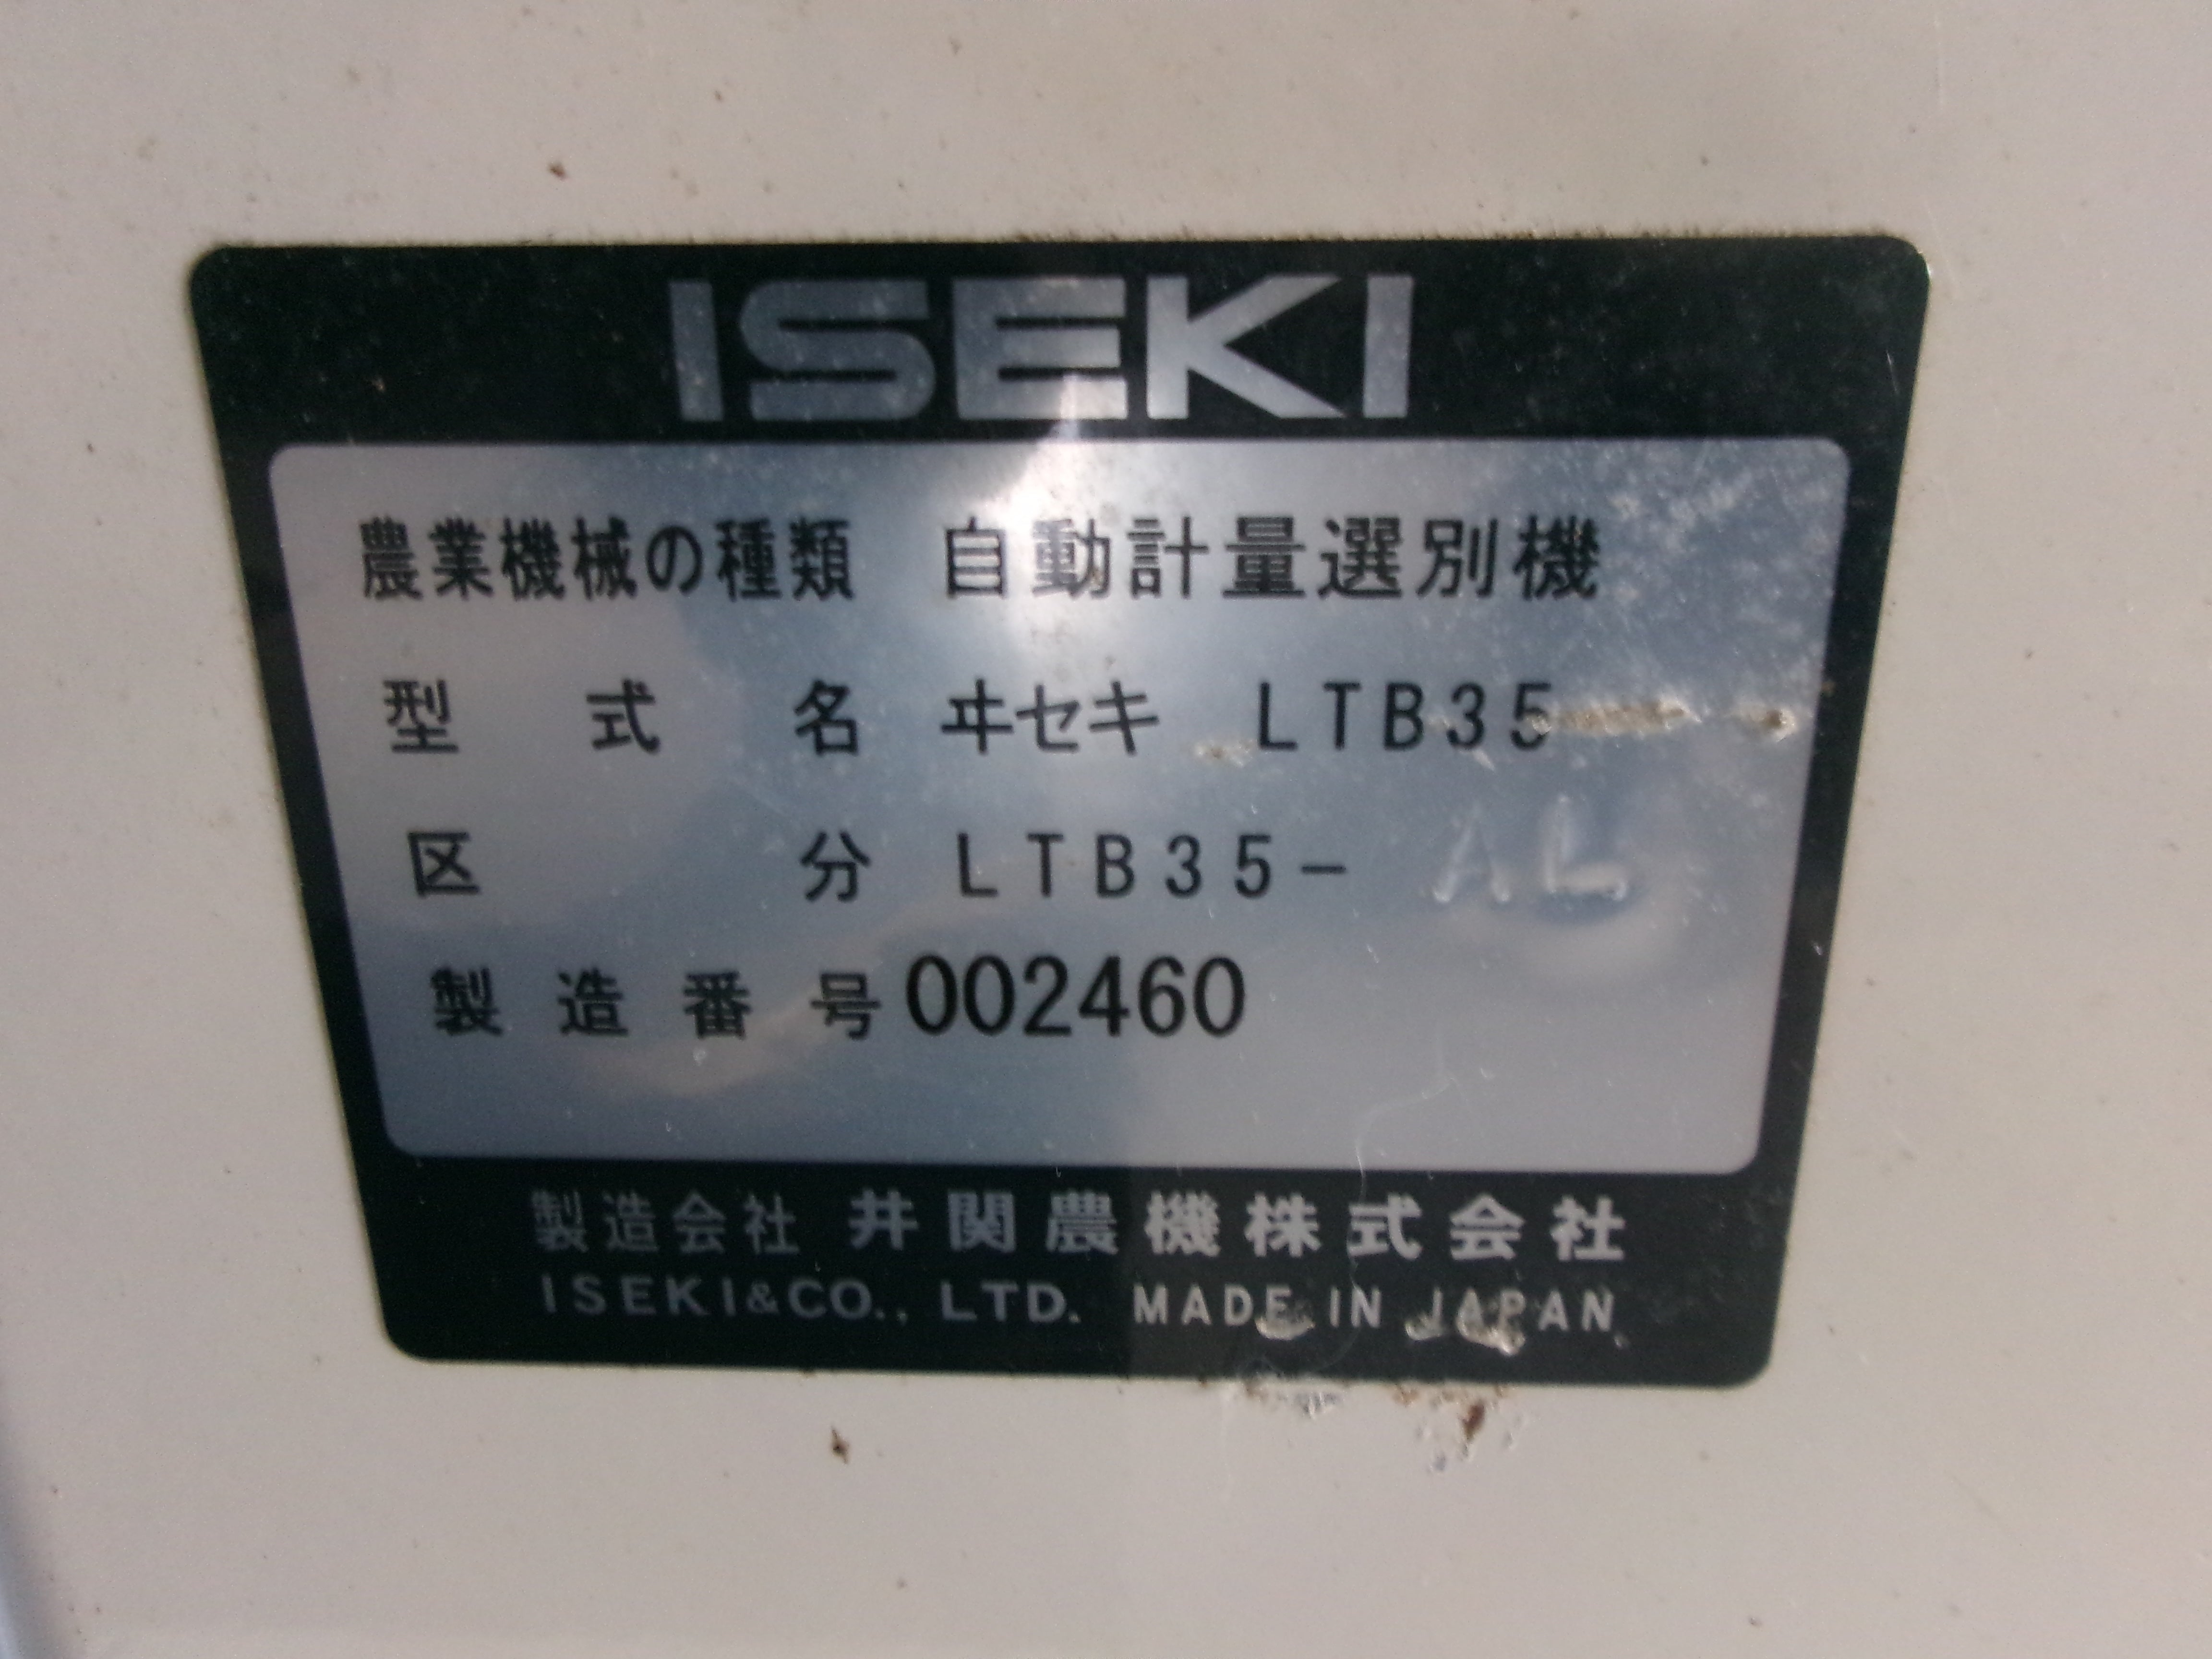 ISEKI
農業機械の種類 自動計量選別機
型式名 ヰセキ LTB35
区分 LTB35- AL
製造番号 002460
製造会社 井関農機株式会社
ISEKI&CO., LTD. MADE IN JAPAN